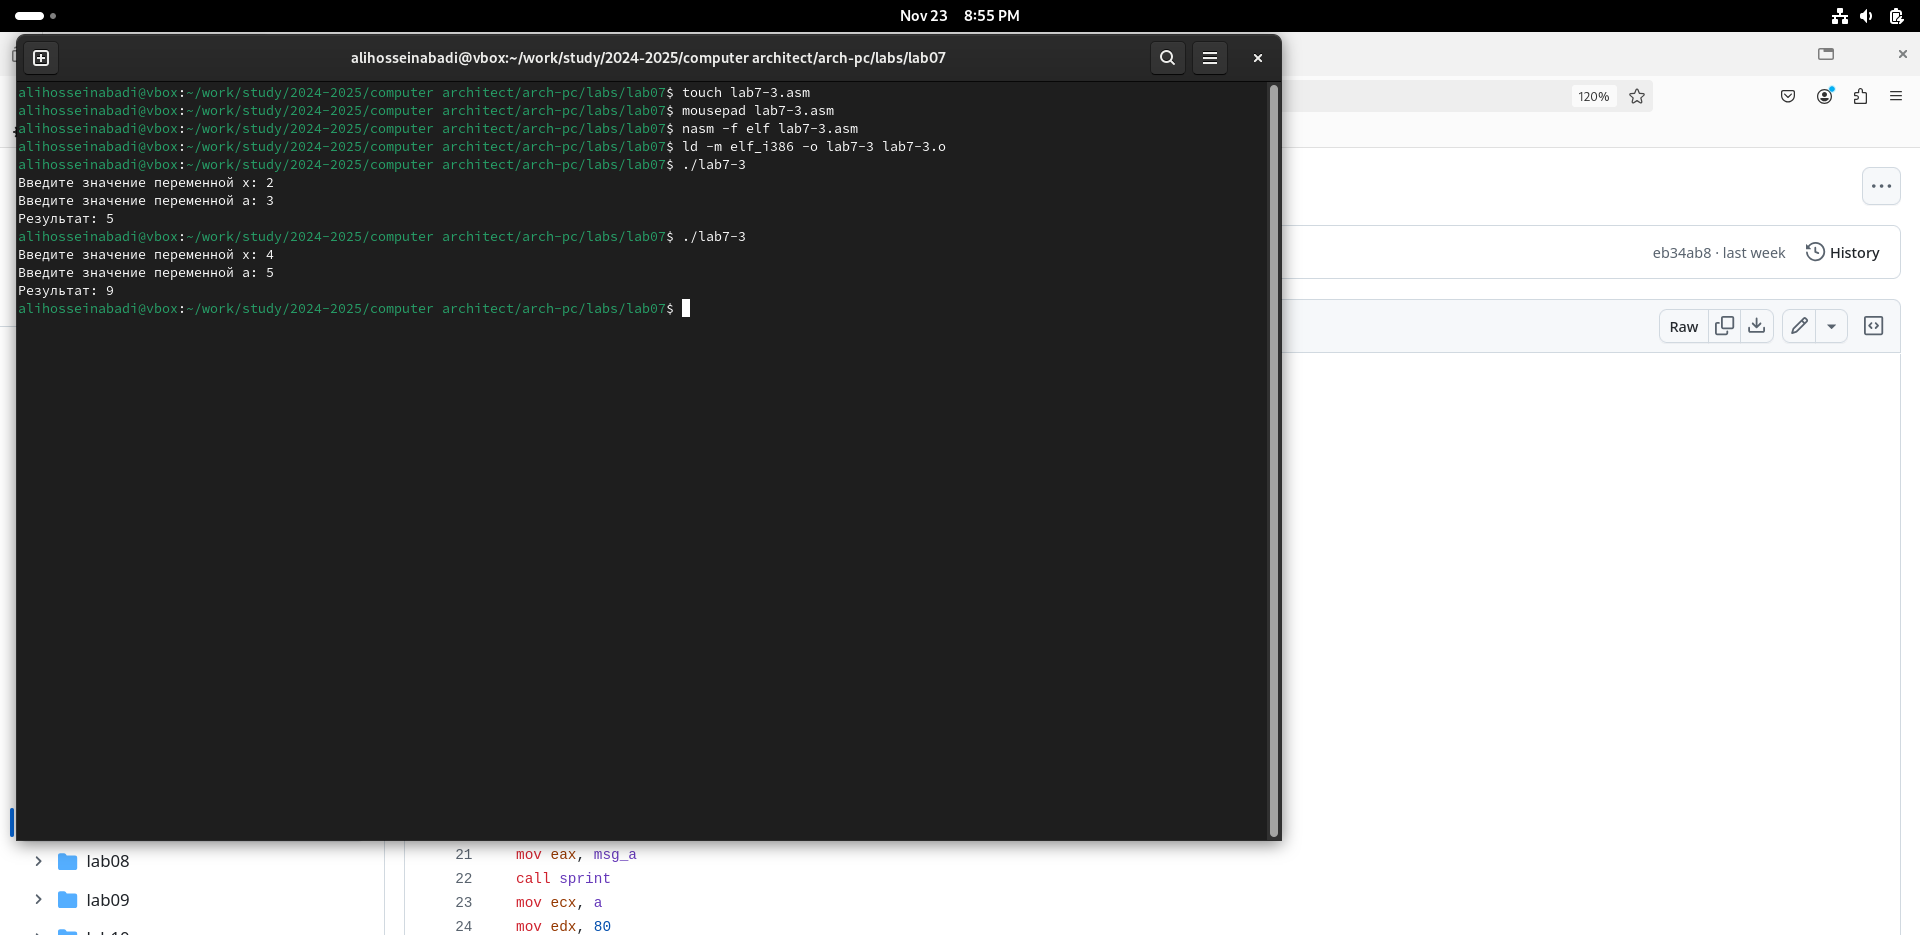 Nov 23 8:55 PM
alihosseinabadi@vbox:~/work/study/2024-2025/computer architect/arch-pc/labs/lab07
alihosseinabadi@vbox:~/work/study/2024-2025/computer architect/arch-pc/labs/lab07$ touch lab7-3.asm
alihosseinabadi@vbox:~/work/study/2024-2025/computer architect/arch-pc/labs/lab07$ mousepad lab7-3.asm
alihosseinabadi@vbox:~/work/study/2024-2025/computer architect/arch-pc/labs/lab07$ nasm -f elf lab7-3.asm
alihosseinabadi@vbox:~/work/study/2024-2025/computer architect/arch-pc/labs/lab07$ ld -m elf_i386 -o lab7-3 lab7-3.o
alihosseinabadi@vbox:~/work/study/2024-2025/computer architect/arch-pc/labs/lab07$ ./lab7-3
Введите значение переменной x: 2
Введите значение переменной a: 3
Результат: 5
alihosseinabadi@vbox:~/work/study/2024-2025/computer architect/arch-pc/labs/lab07$ ./lab7-3
Введите значение переменной x: 4
Введите значение переменной a: 5
Результат: 9
alihosseinabadi@vbox:~/work/study/2024-2025/computer architect/arch-pc/labs/lab07$
120%
eb34ab8 · last week History
Raw
21 mov eax, msg_a
lab08
22 call sprint
lab09
23 mov ecx, a
24 mov edx, 80